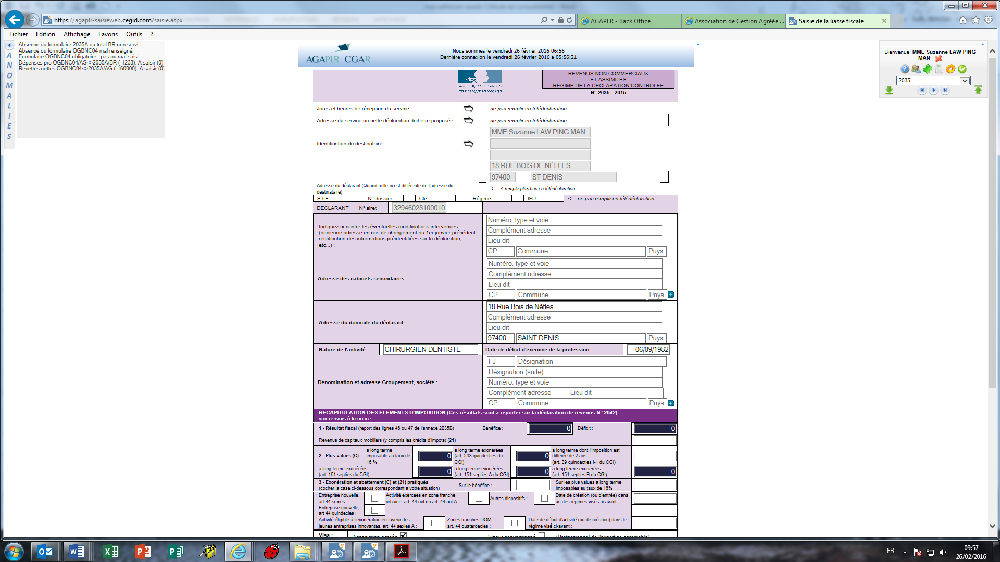 https://agaplr-saisieweb.cegid.com/saisie.aspx
AGAPLR - Back Office
Association de Gestion Agréée ...
Saisie de la liasse fiscale
Fichier Edition Affichage Favoris Outils ?
ANOMALIES
Absence du formulaire 2035A ou total BR non servi
Absence ou formulaire OGBNC04 mal renseigné
Formulaire OGBNC04 obligatoire : pas ou mal saisi
Dépenses pro OGBNC04/AS<>2035A/BR (-1233). A saisir (0)
Recettes nettes OGBNC04<>2035A/AG (-160000). A saisir (0)
AGAPLR CGAR
Nous sommes le vendredi 26 février 2016 06:56
Dernière connexion le vendredi 26 février 2016 à 05:56:21
Bienvenue, MME Suzanne LAW PING
MAN
2035
RÉPUBLIQUE FRANÇAISE
REVENUS NON COMMERCIAUX
ET ASSIMILES
REGIME DE LA DECLARATION CONTROLEE
N° 2035 - 2015
Jours et heures de réception du service
ne pas remplir en télédéclaration
Adresse du service ou cette déclaration doit etre proposée
ne pas remplir en télédéclaration
MME Suzanne LAW PING MAN
Identification du destinataire
18 RUE BOIS DE NÈFLES
97400 ST DENIS
Adresse du déclarant (Quand celle-ci est différente de l'adresse du
destinataire)
<---- A remplir plus bas en télédéclaration
S.I.E. N° dossier Clé Régime IFU <--- ne pas remplir en télédéclaration
DECLARANT N° siret 32946028100010
Indiquez ci-contre les éventuelles modifications intervenues
(ancienne adresse en cas de changement au 1er janvier précédent.
rectification des informations préidentifiées sur la déclaration,
etc...) :
Numéro, type et voie
Complément adresse
Lieu dit
CP Commune Pays
Adresse des cabinets secondaires :
Numéro, type et voie
Complément adresse
Lieu dit
CP Commune Pays
Adresse du domicile du déclarant :
18 Rue Bois de Nèfles
Complément adresse
Lieu dit
97400 SAINT DENIS Pays
Nature de l'activité : CHIRURGIEN DENTISTE Date de début d'exercice de la profession : 06/09/1982
Dénomination et adresse Groupement, société :
FJ Désignation
Désignation (suite)
Numéro, type et voie
Complément adresse Lieu dit
CP Commune Pays
RECAPITULATION DES ELEMENTS D'IMPOSITION (Ces résultats sont a reporter sur la déclaration de revenus N° 2042)
voir renvois à la notice
1 - Résultat fiscal (report des lignes 46 ou 47 de l'annexe 2035B) Bénéfice : 0 Déficit : 0
Revenus de capitaux mobiliers (y compris les crédits d'impots) (21)
2 - Plus-values (C)
a long terme
imposable au taux de
16 %
0
a long terme exonérées
(art. 238 quindecties du
CGI)
0
a long terme dont l'imposition est
différée de 2 ans
(art. 39 quindecties I-1 du CGI)
a long terme exonérées
(art. 151 septies du CGI)
0
a long terme exonérées
(art. 151 septies A du CGI)
0
a long terme exonérées
(art. 151 septies B du CGI)
0
3 - Exonération et abattement (C) et (21) pratiqués
(cocher la case ci-dessous correspondant a votre situation)
Sur le bénéfice :
Sur les plus values a long terme
imposables au taux de 16%
Entreprise nouvelle,
art 44 sexies :
Activité exercées en zone franche
urbaine. art. 44 oct ou art. 44 oct A :
Autres dispositifs :
Date de création (ou d'entrée) dans
un des régimes visés ci-avant :
Entreprise nouvelle,
art 44 quindecies :
Activité éligible à l'éxonération en faveur des
jeunes entreprises innovantes, art. 44 sexies A :
Zones franches DOM,
art. 44 quaterdecies :
Date de début d'activité (ou de création) dans le
régime visé ci-avant :
Visa : Association agréée Viseur conventionné (Professionnel de l'expertise comptable)
FR
09:57
26/02/2016